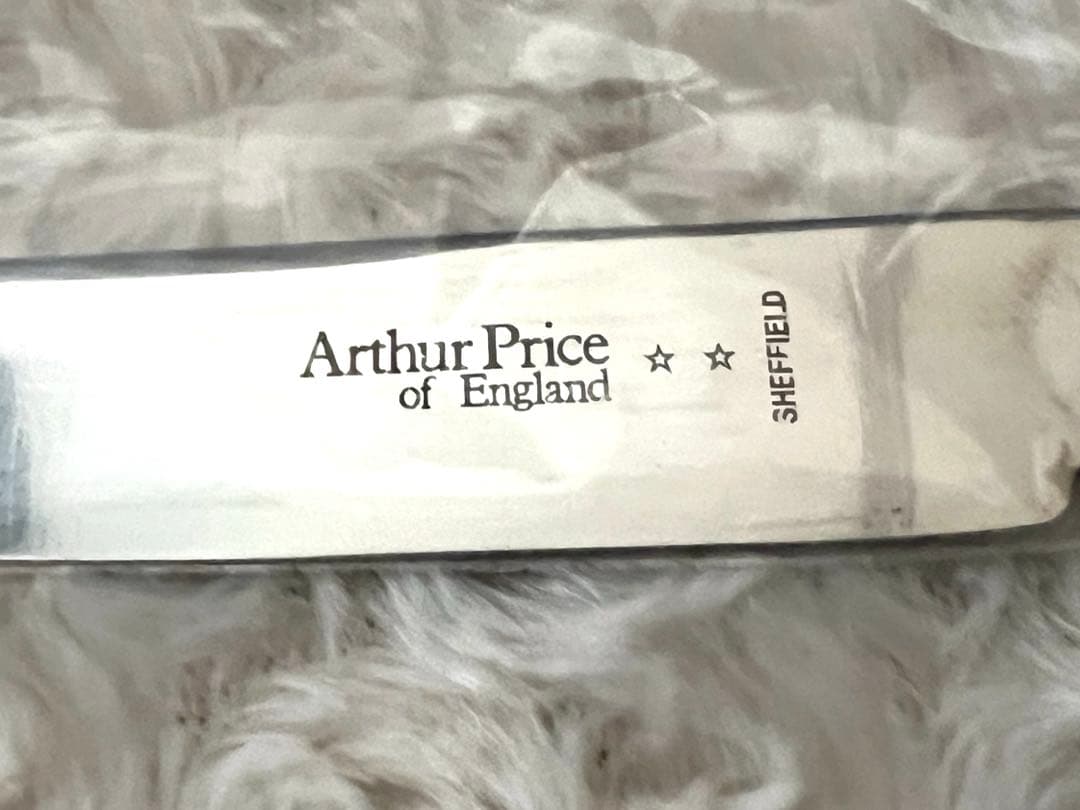 Arthur Price
of England
☆ ☆
SHEFFIELD